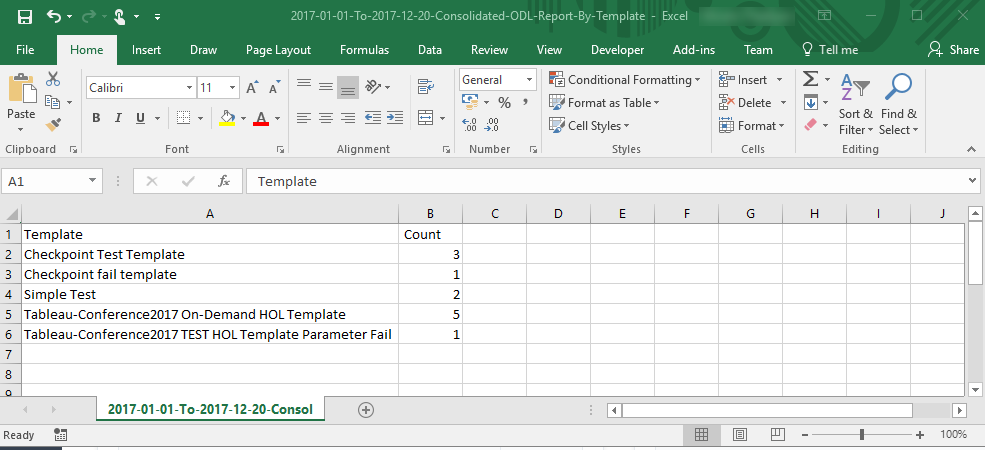 2017-01-01-To-2017-12-20-Consolidated-ODL-Report-By-Template - Excel
File Home Insert Draw Page Layout Formulas Data Review View Developer Add-ins Team Tell me Share
Paste
Calibri 11
B I U A
General
% ,
Conditional Formatting
Format as Table
Cell Styles
Insert
Delete
Format
Sort & Filter
Find & Select
Clipboard Font Alignment Number Styles Cells Editing
A1 fx Template
A B C D E F G H I J
1 Template Count
2 Checkpoint Test Template 3
3 Checkpoint fail template 1
4 Simple Test 2
5 Tableau-Conference2017 On-Demand HOL Template 5
6 Tableau-Conference2017 TEST HOL Template Parameter Fail 1
7
8
9
2017-01-01-To-2017-12-20-Consol
Ready 100%